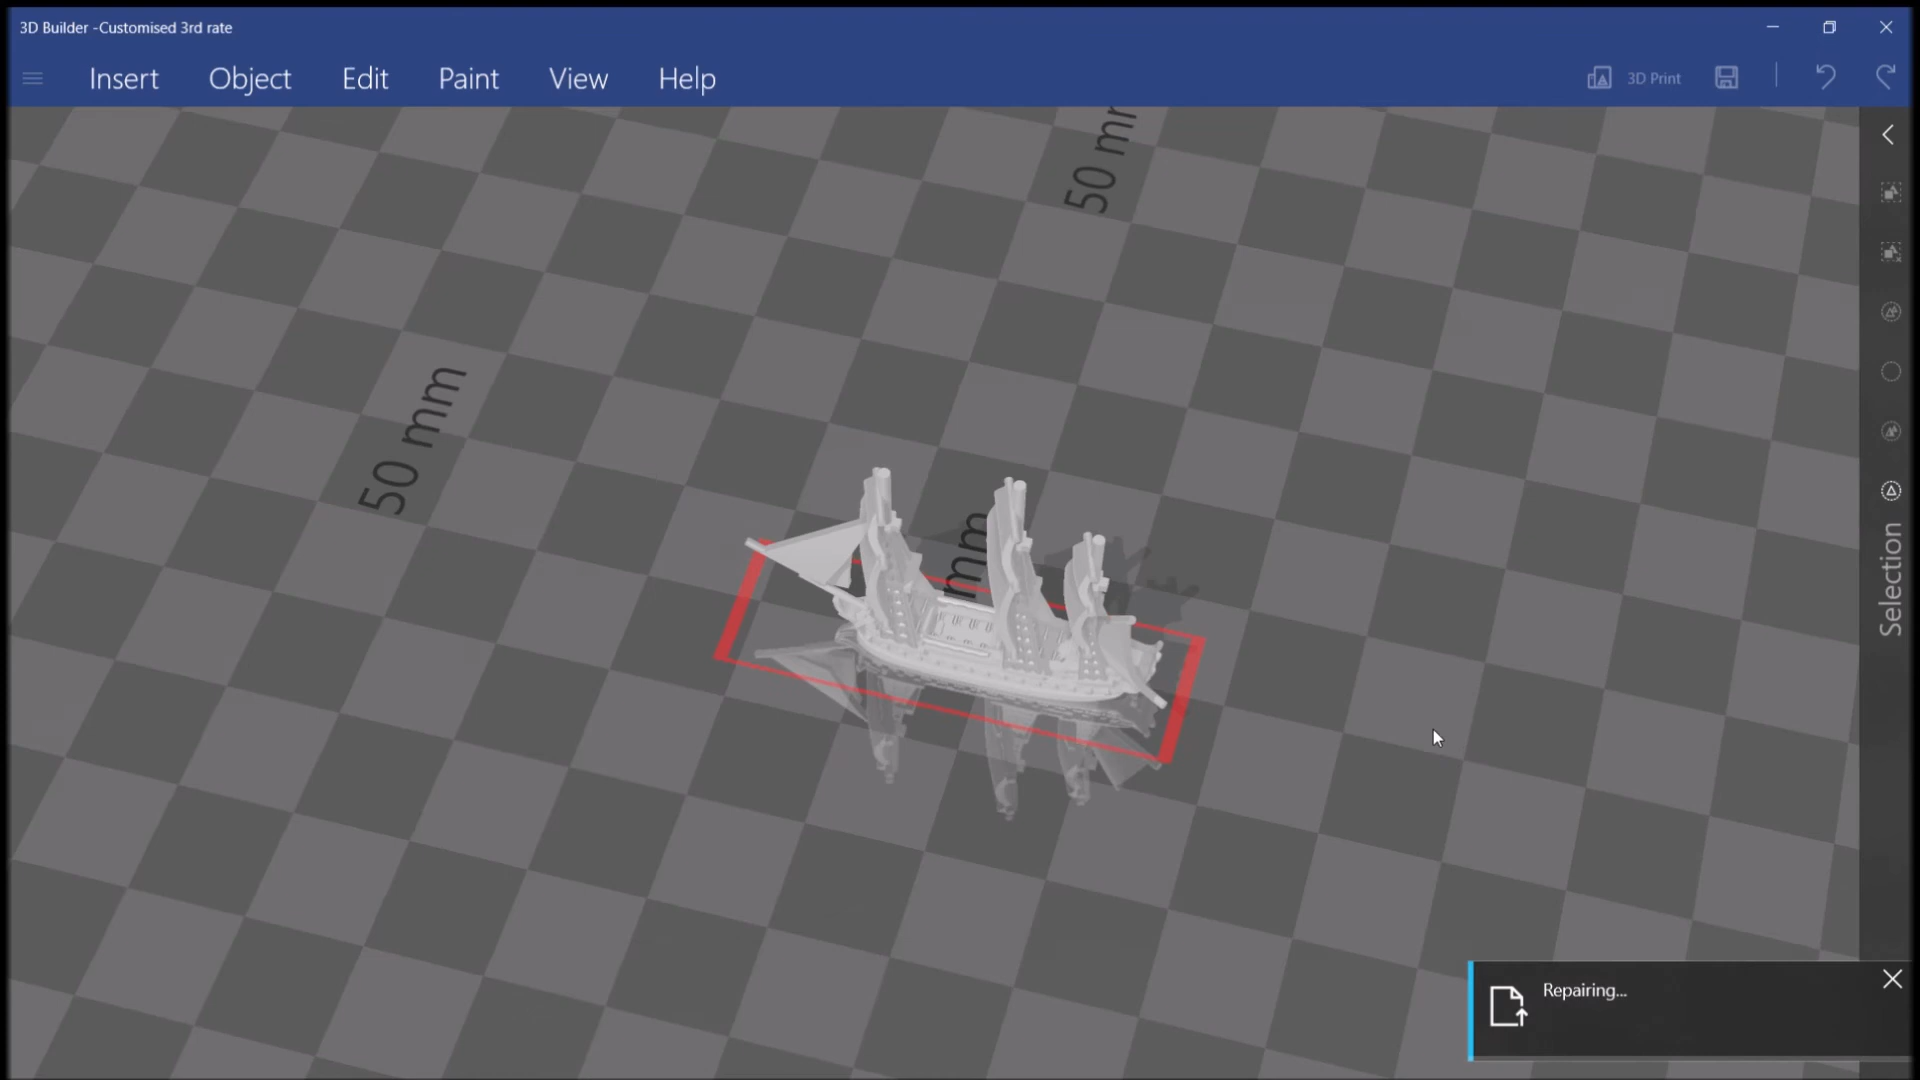 3D Builder -Customised 3rd rate
Insert Object Edit Paint View Help
3D Print
50 mm
50 mm
mm
Selection
Repairing...